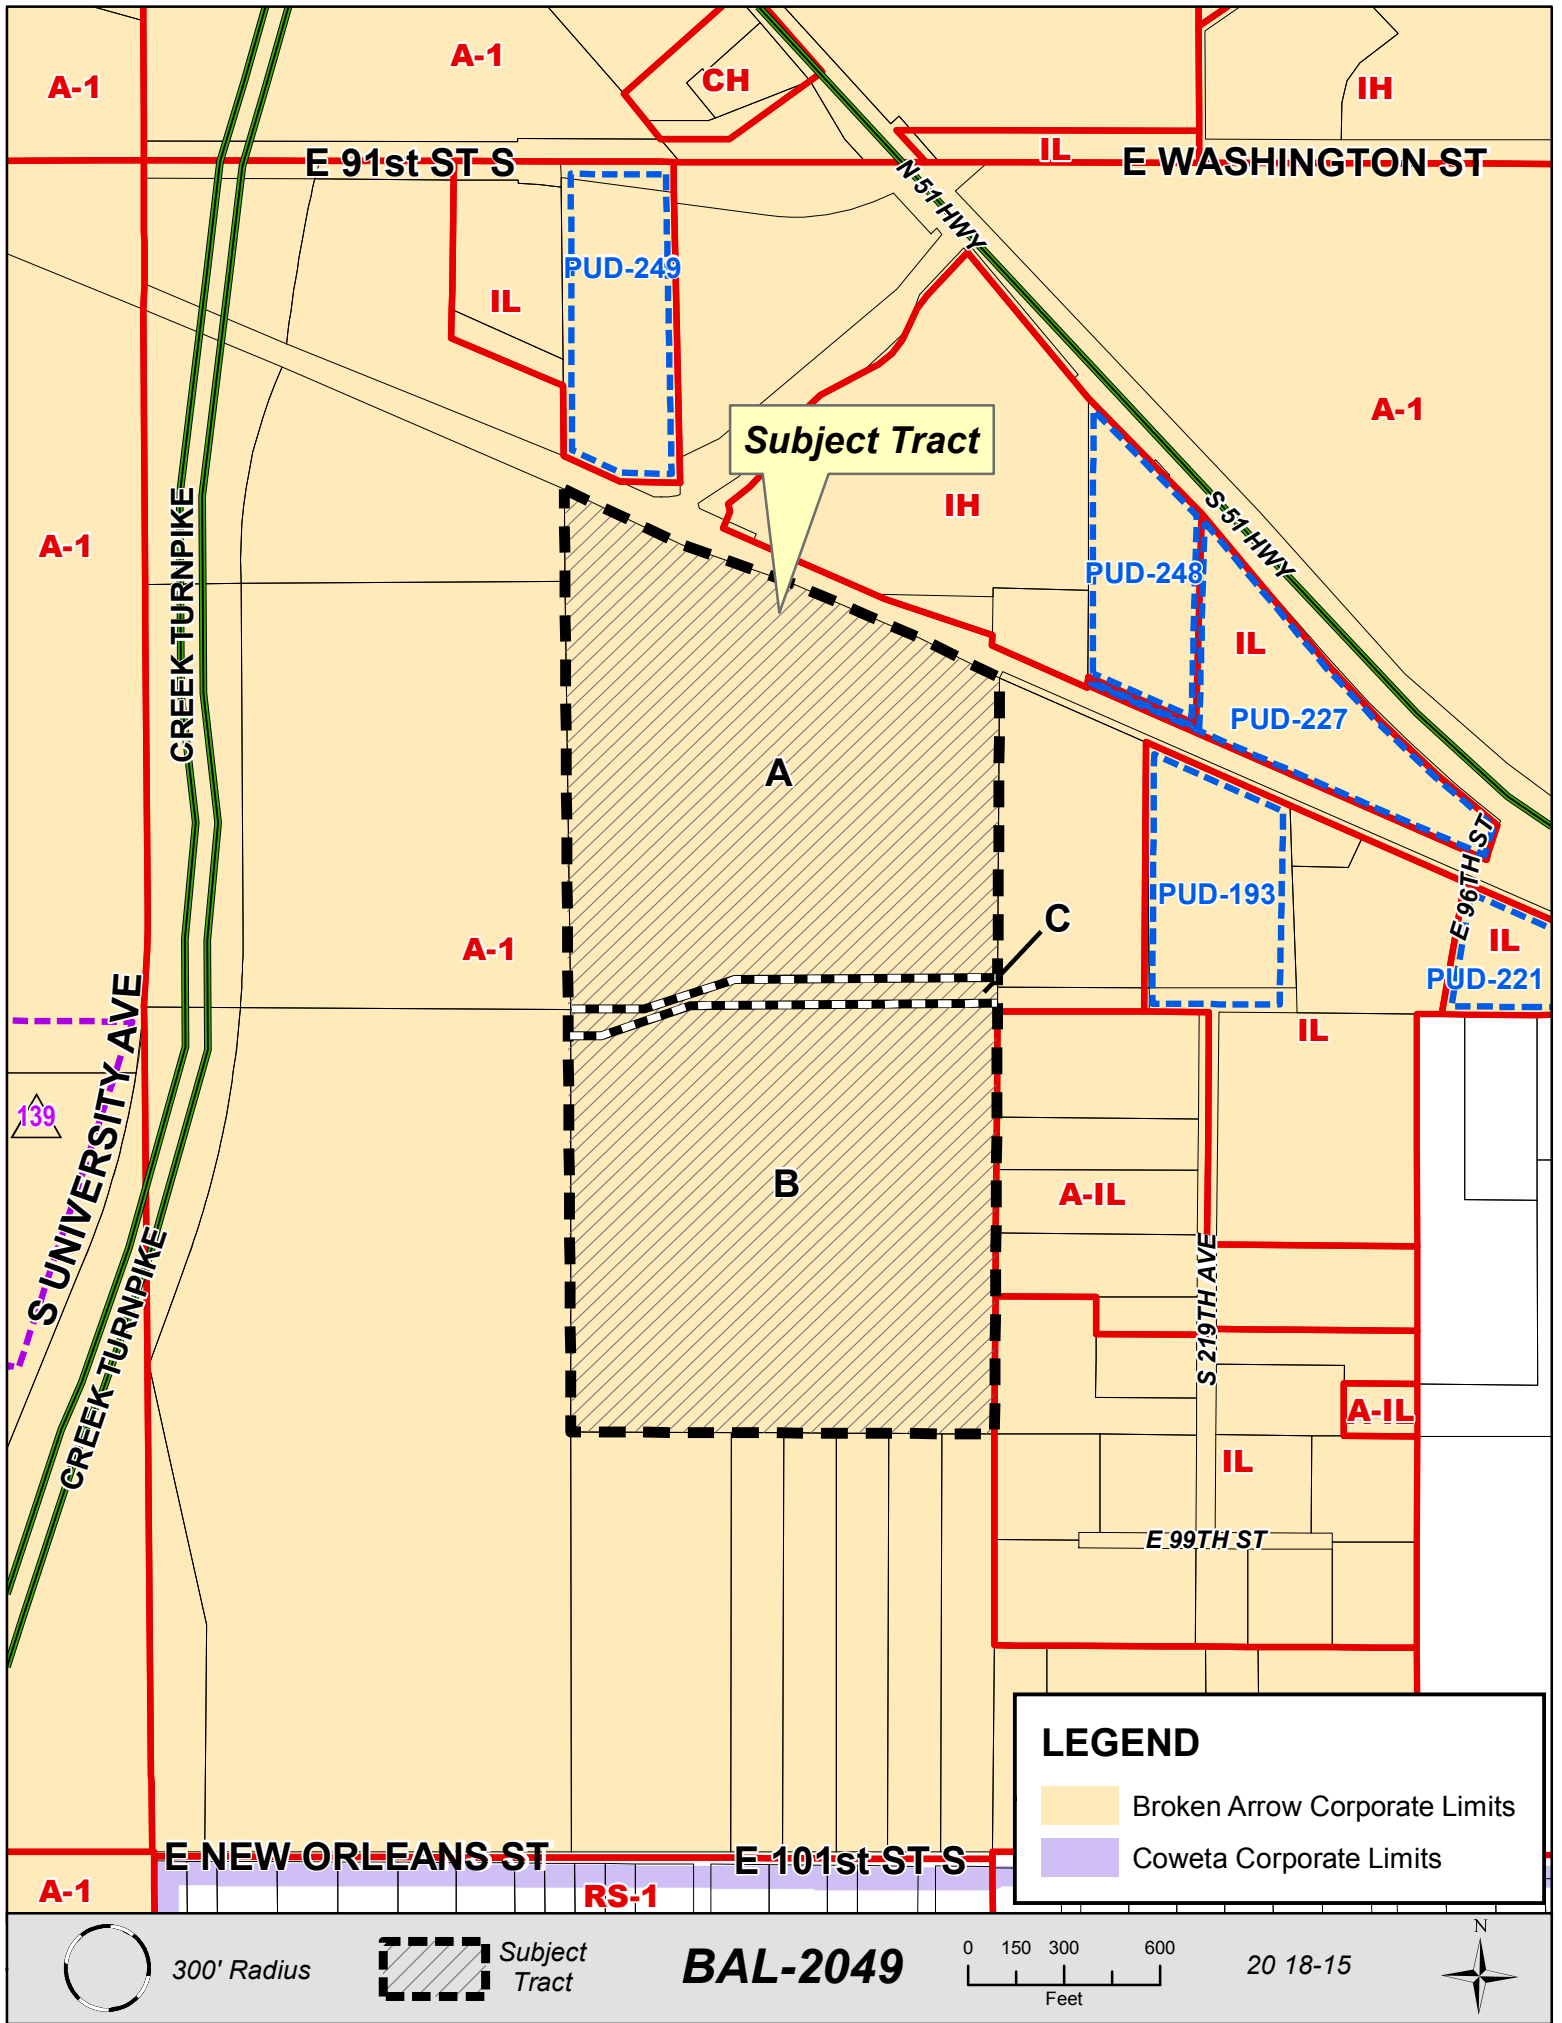 A-1
A-1
CH
IH
E 91st ST S
IL
E WASHINGTON ST
N 51 HWY
PUD-249
IL
A-1
Subject Tract
IH
S 51 HWY
A-1
CREEK TURNPIKE
PUD-248
IL
PUD-227
A
E 96TH ST
PUD-193
C
A-1
IL
PUD-221
S UNIVERSITY AVE
IL
139
B
A-IL
S 219TH AVE
CREEK TURNPIKE
A-IL
IL
E 99TH ST
LEGEND
Broken Arrow Corporate Limits
Coweta Corporate Limits
E NEW ORLEANS ST
E 101st ST S
A-1
RS-1
300' Radius
Subject
Tract
BAL-2049
0 150 300 600
Feet
20 18-15
N